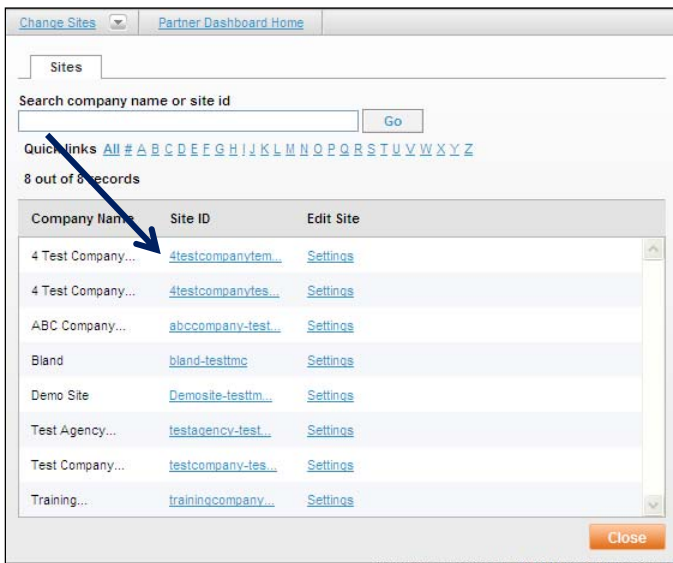 Change Sites Partner Dashboard Home
Sites
Search company name or site id
Go
Quick links All # A B C D E F G H I J K L M N O P Q R S T U V W X Y Z
8 out of 8 records
Company Name Site ID Edit Site
4 Test Company... 4testcompanytem... Settings
4 Test Company... 4testcompanytes... Settings
ABC Company... abccompany-test... Settings
Bland bland-testtmc Settings
Demo Site Demosite-testtm... Settings
Test Agency... testagency-test... Settings
Test Company... testcompany-tes... Settings
Training... trainingcompany... Settings
Close